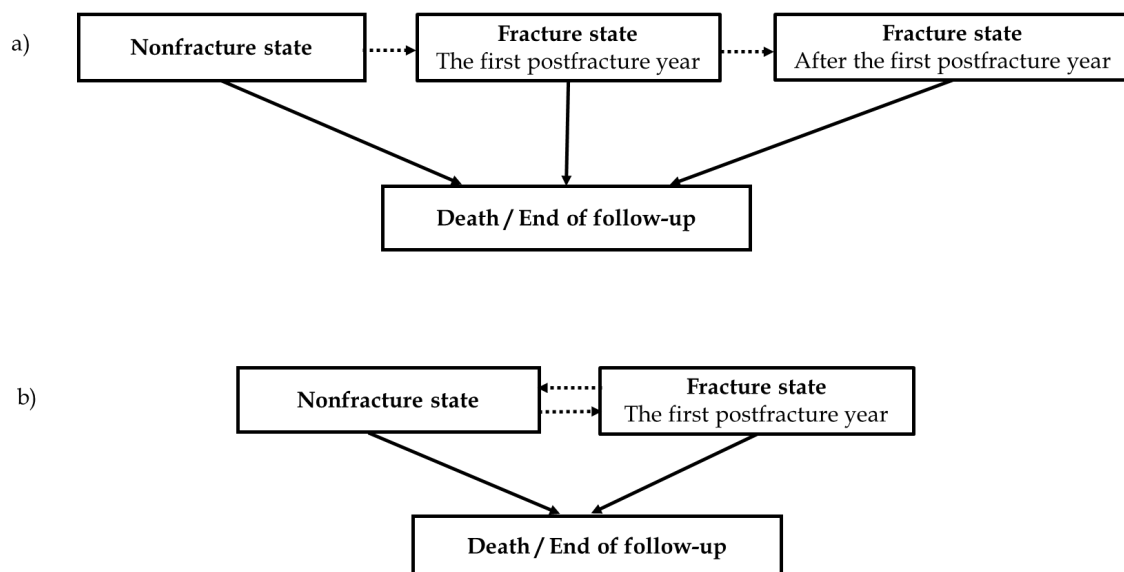 a)
Nonfracture state
Fracture state
The first postfracture year
Fracture state
After the first postfracture year
Death / End of follow-up
b)
Nonfracture state
Fracture state
The first postfracture year
Death / End of follow-up